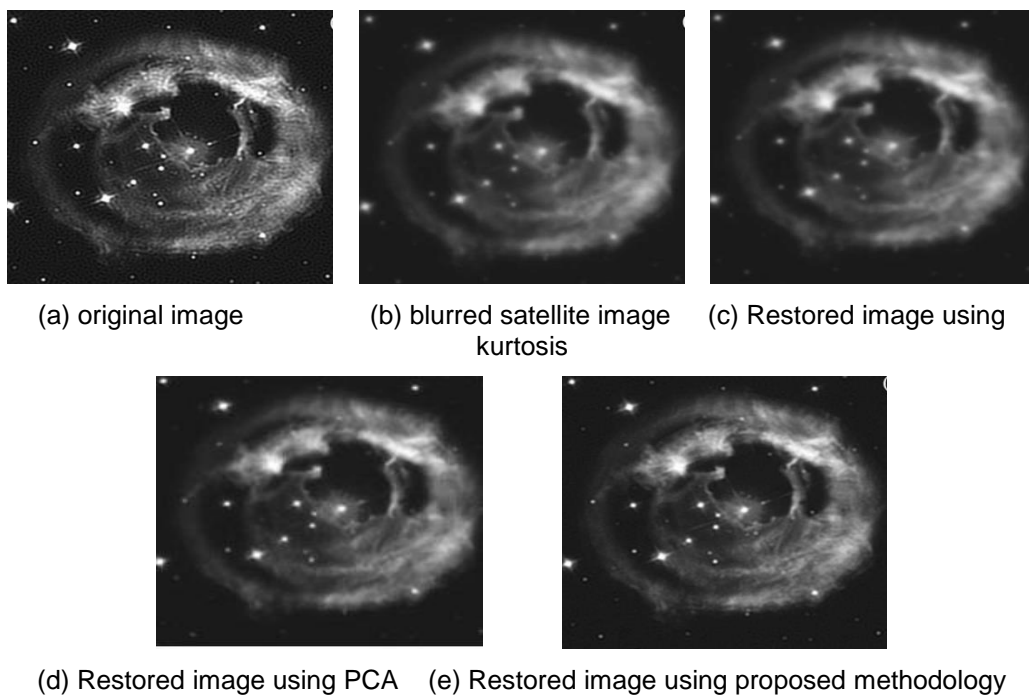 (a) original image (b) blurred satellite image (c) Restored image using
kurtosis
(d) Restored image using PCA (e) Restored image using proposed methodology